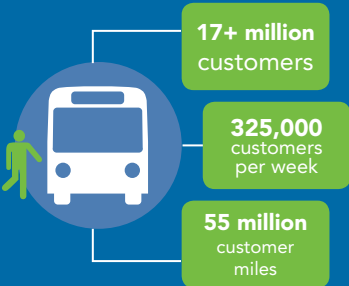 17+ million
customers
325,000
customers
per week
55 million
customer
miles